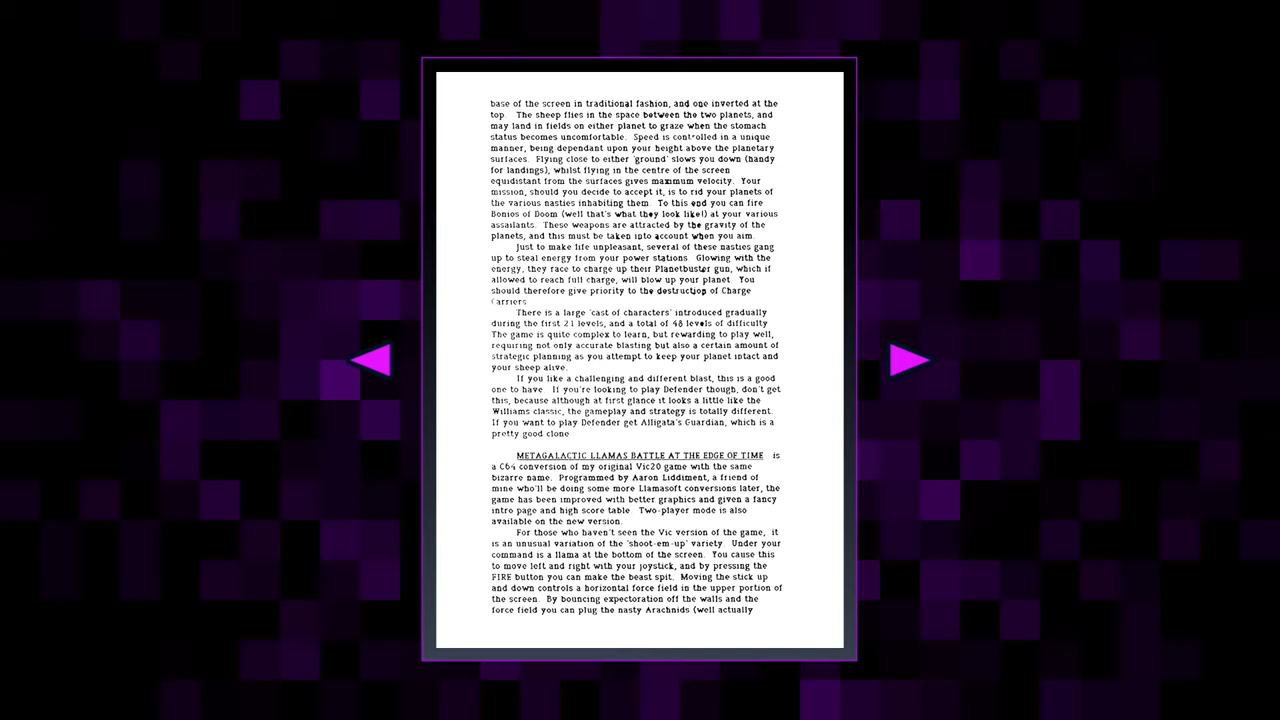 base of the screen in traditional fashion, and one inverted at the
top. The sheep flies in the space between the two planets, and
may land in fields on either planet to graze when the stomach
status becomes uncomfortable. Speed is controlled in a unique
manner, being dependant upon your height above the planetary
surfaces. Flying close to either 'ground' slows you down (handy
for landings), whilst flying in the centre of the screen
equidistant from the surfaces gives maximum velocity. Your
mission, should you decide to accept it, is to rid your planets of
the various nasties inhabiting them. To this end you can fire
Bonios of Doom (well that's what they look like!) at your various
assailants. These weapons are attracted by the gravity of the
planets, and this must be taken into account when you aim.
Just to make life unpleasant, several of these nasties gang
up to steal energy from your power stations. Glowing with the
energy, they race to charge up their Planetbuster gun, which if
allowed to reach full charge, will blow up your planet. You
should therefore give priority to the destruction of Charge
Carriers
There is a large 'cast of characters' introduced gradually
during the first 21 levels, and a total of 48 levels of difficulty
The game is quite complex to learn, but rewarding to play well,
requiring not only accurate blasting but also a certain amount of
strategic planning as you attempt to keep your planet intact and
your sheep alive.
If you like a challenging and different blast, this is a good
one to have. If you're looking to play Defender though, don't get
this, because although at first glance it looks a little like the
Williams classic, the gameplay and strategy is totally different.
If you want to play Defender get Alligata's Guardian, which is a
pretty good clone
METAGALACTIC LLAMAS BATTLE AT THE EDGE OF TIME is
a C64 conversion of my original Vic20 game with the same
bizarre name. Programmed by Aaron Liddiment, a friend of
mine who'll be doing some more Llamasoft conversions later, the
game has been improved with better graphics and given a fancy
intro page and high score table. Two-player mode is also
available on the new version.
For those who haven't seen the Vic version of the game, it
is an unusual variation of the 'shoot-em-up' variety. Under your
command is a llama at the bottom of the screen. You cause this
to move left and right with your joystick, and by pressing the
FIRE button you can make the beast spit. Moving the stick up
and down controls a horizontal force field in the upper portion of
the screen. By bouncing expectoration off the walls and the
force field you can plug the nasty Arachnids (well actually